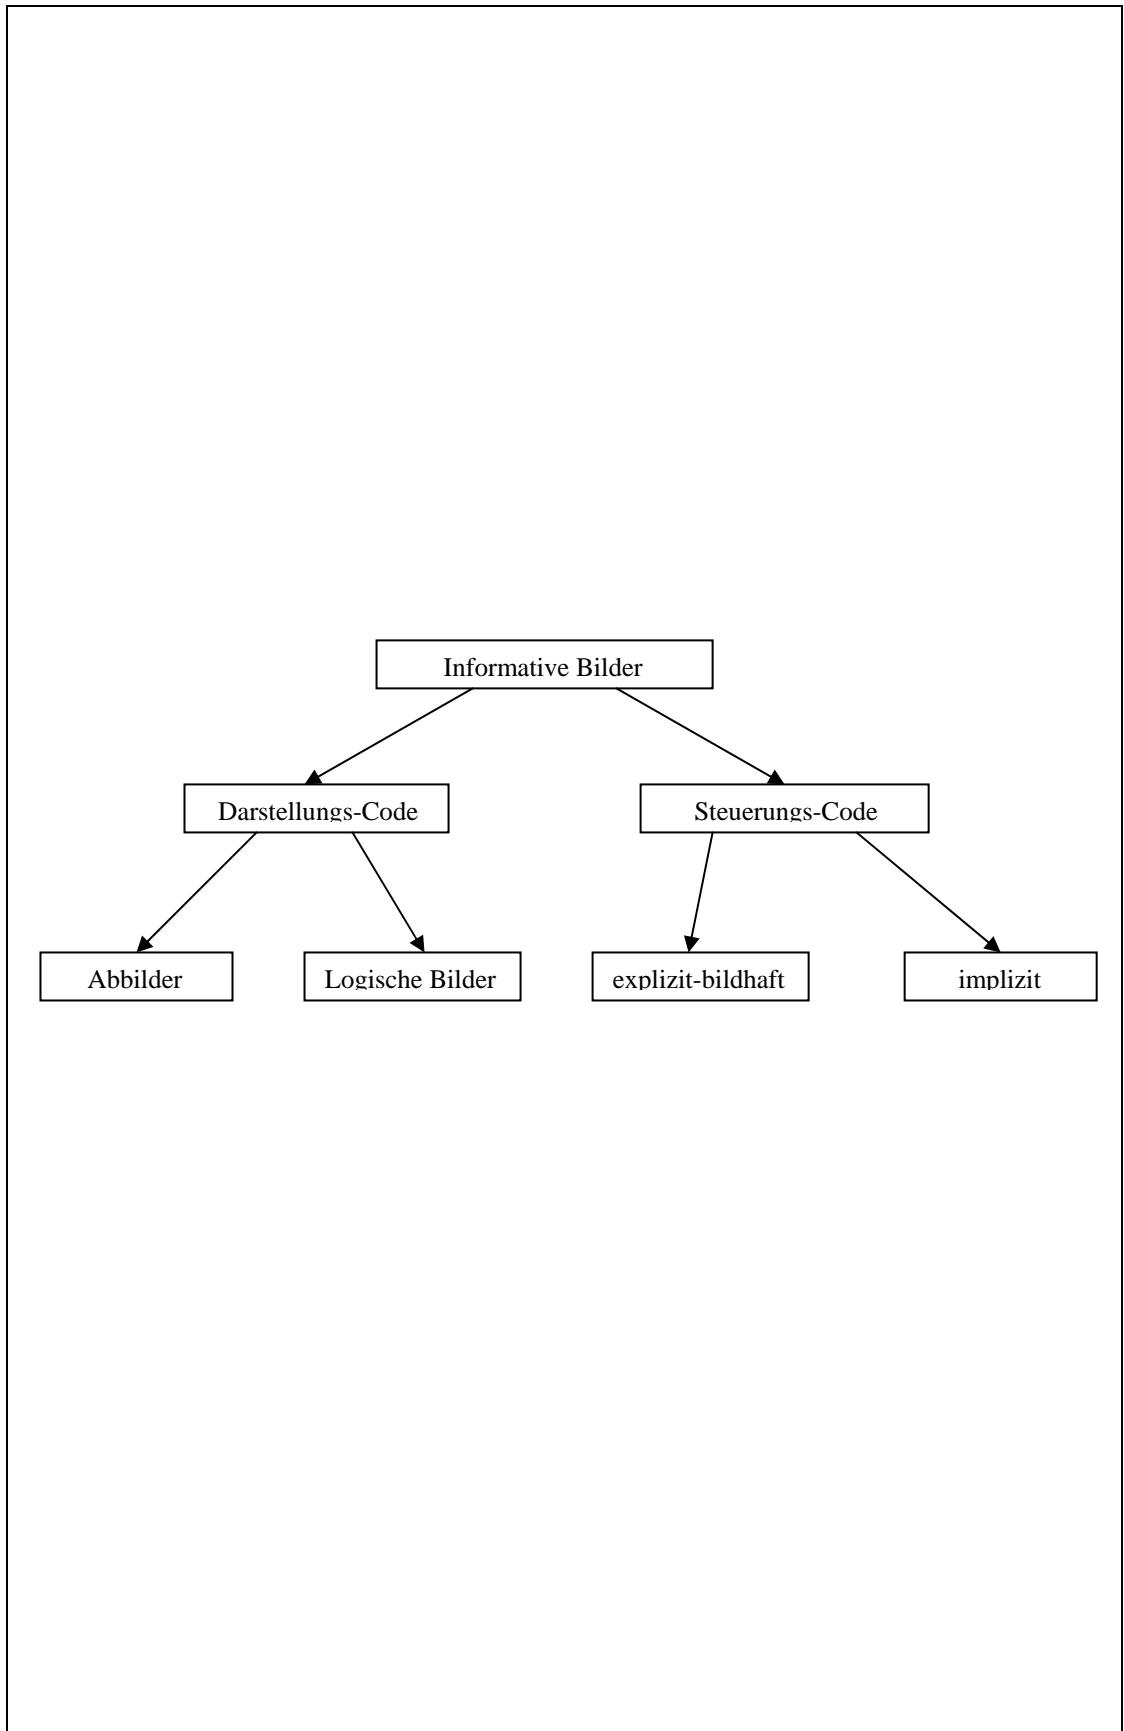 Informative Bilder
Darstellungs-Code
Steuerungs-Code
Abbilder
Logische Bilder
explizit-bildhaft
implizit